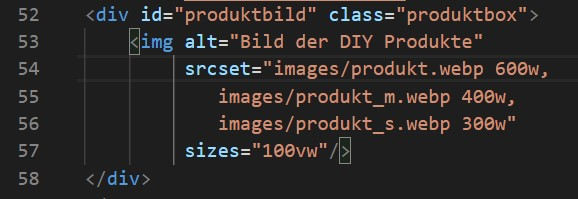 52 <div id="produktbild" class="produktbox">
53 <img alt="Bild der DIY Produkte"
54 srcset="images/produkt.webp 600w,
55 images/produkt_m.webp 400w,
56 images/produkt_s.webp 300w"
57 sizes="100vw"/>
58 </div>